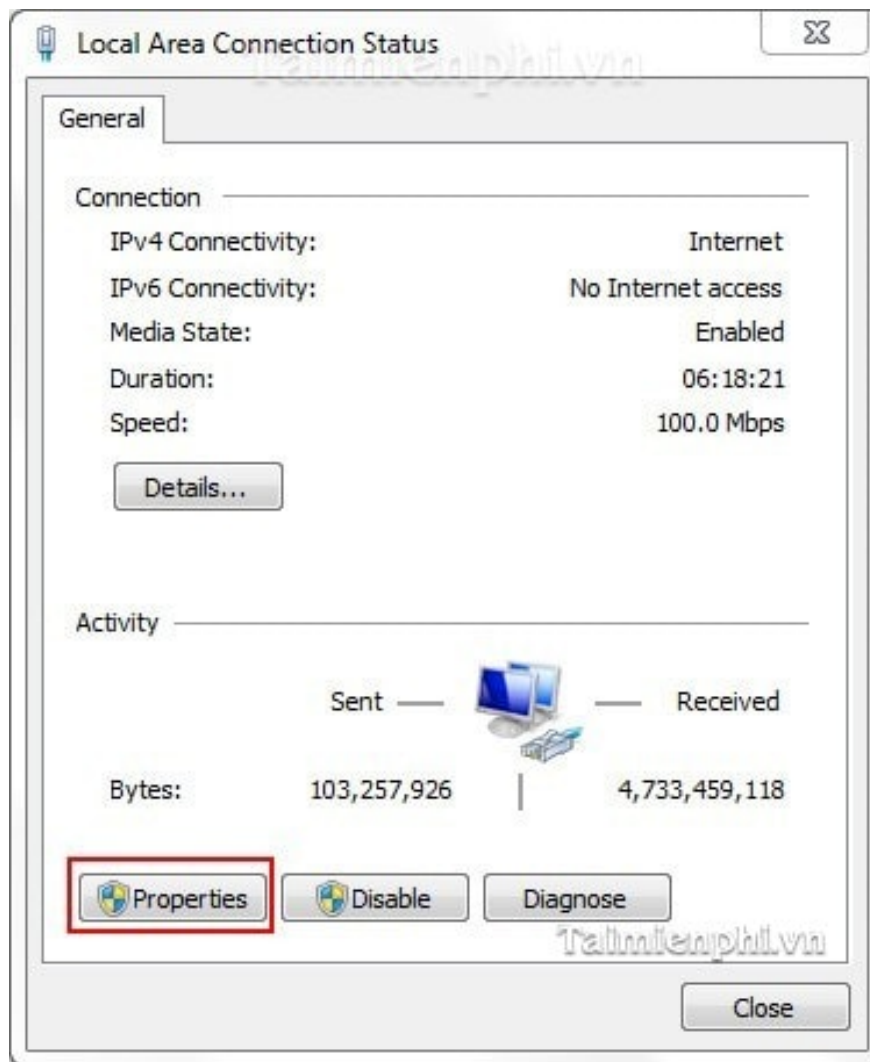 Local Area Connection Status
Taimienphi.vn
General
Connection
IPv4 Connectivity: Internet
IPv6 Connectivity: No Internet access
Media State: Enabled
Duration: 06:18:21
Speed: 100.0 Mbps
Details...
Activity
Sent Received
Bytes: 103,257,926 4,733,459,118
Properties Disable Diagnose
Taimienphi.vn
Close